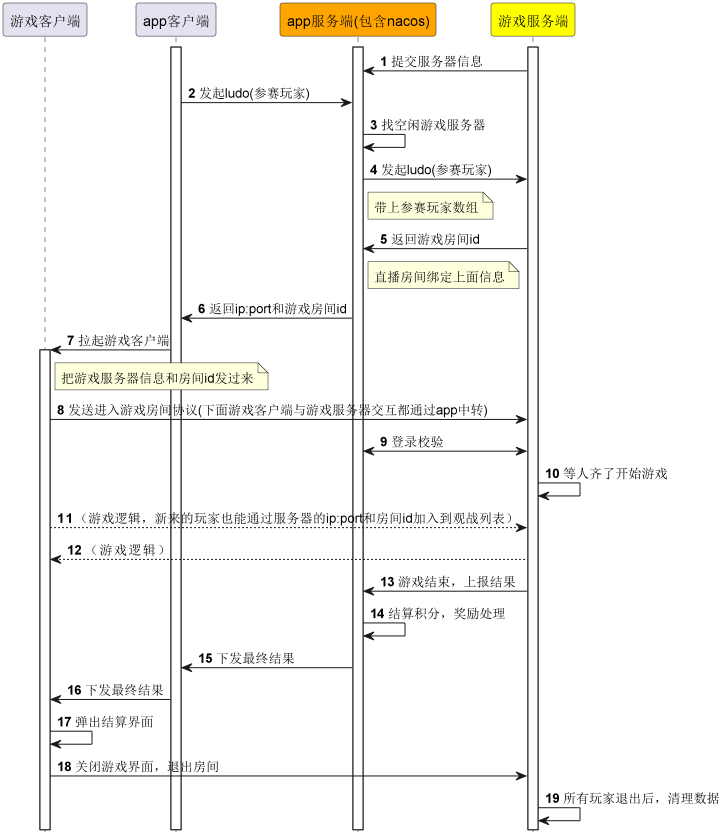 游戏客户端
app客户端
app服务端(包含nacos)
游戏服务端
1 提交服务器信息
2 发起ludo(参赛玩家)
3 找空闲游戏服务器
4 发起ludo(参赛玩家)
带上参赛玩家数组
5 返回游戏房间id
直播房间绑定上面信息
6 返回ip:port和游戏房间id
7 拉起游戏客户端
把游戏服务器信息和房间id发过来
8 发送进入游戏房间协议(下面游戏客户端与游戏服务器交互都通过app中转)
9 登录校验
10 等人齐了开始游戏
11（游戏逻辑，新来的玩家也能通过服务器的ip:port和房间id加入到观战列表）
12（游戏逻辑）
13 游戏结束，上报结果
14 结算积分，奖励处理
15 下发最终结果
16 下发最终结果
17 弹出结算界面
18 关闭游戏界面，退出房间
19 所有玩家退出后，清理数据